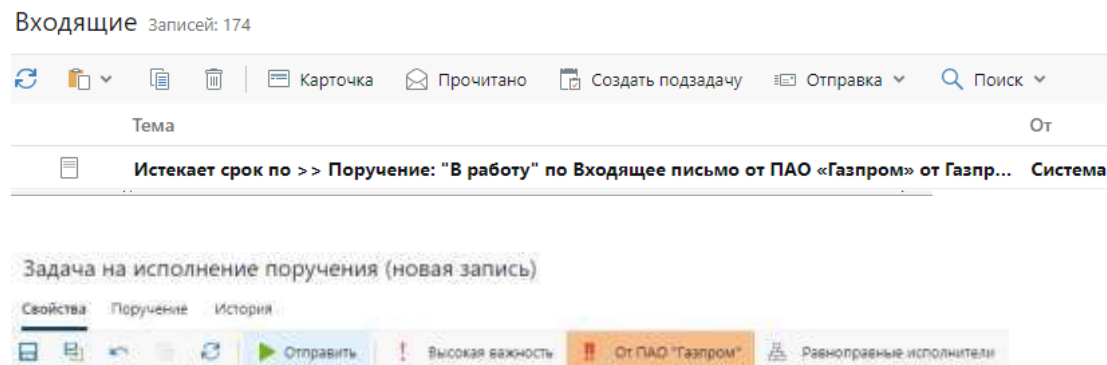 Входящие Записей: 174
Карточка Прочитано Создать подзадачу Отправка Поиск
Тема От
Истекает срок по >> Поручение: "В работу" по Входящее письмо от ПАО «Газпром» от Газпр... Система
Задача на исполнение поручения (новая запись)
Свойства Поручение История
Отправить Высокая важность От ПАО "Газпром" Равноправные исполнители